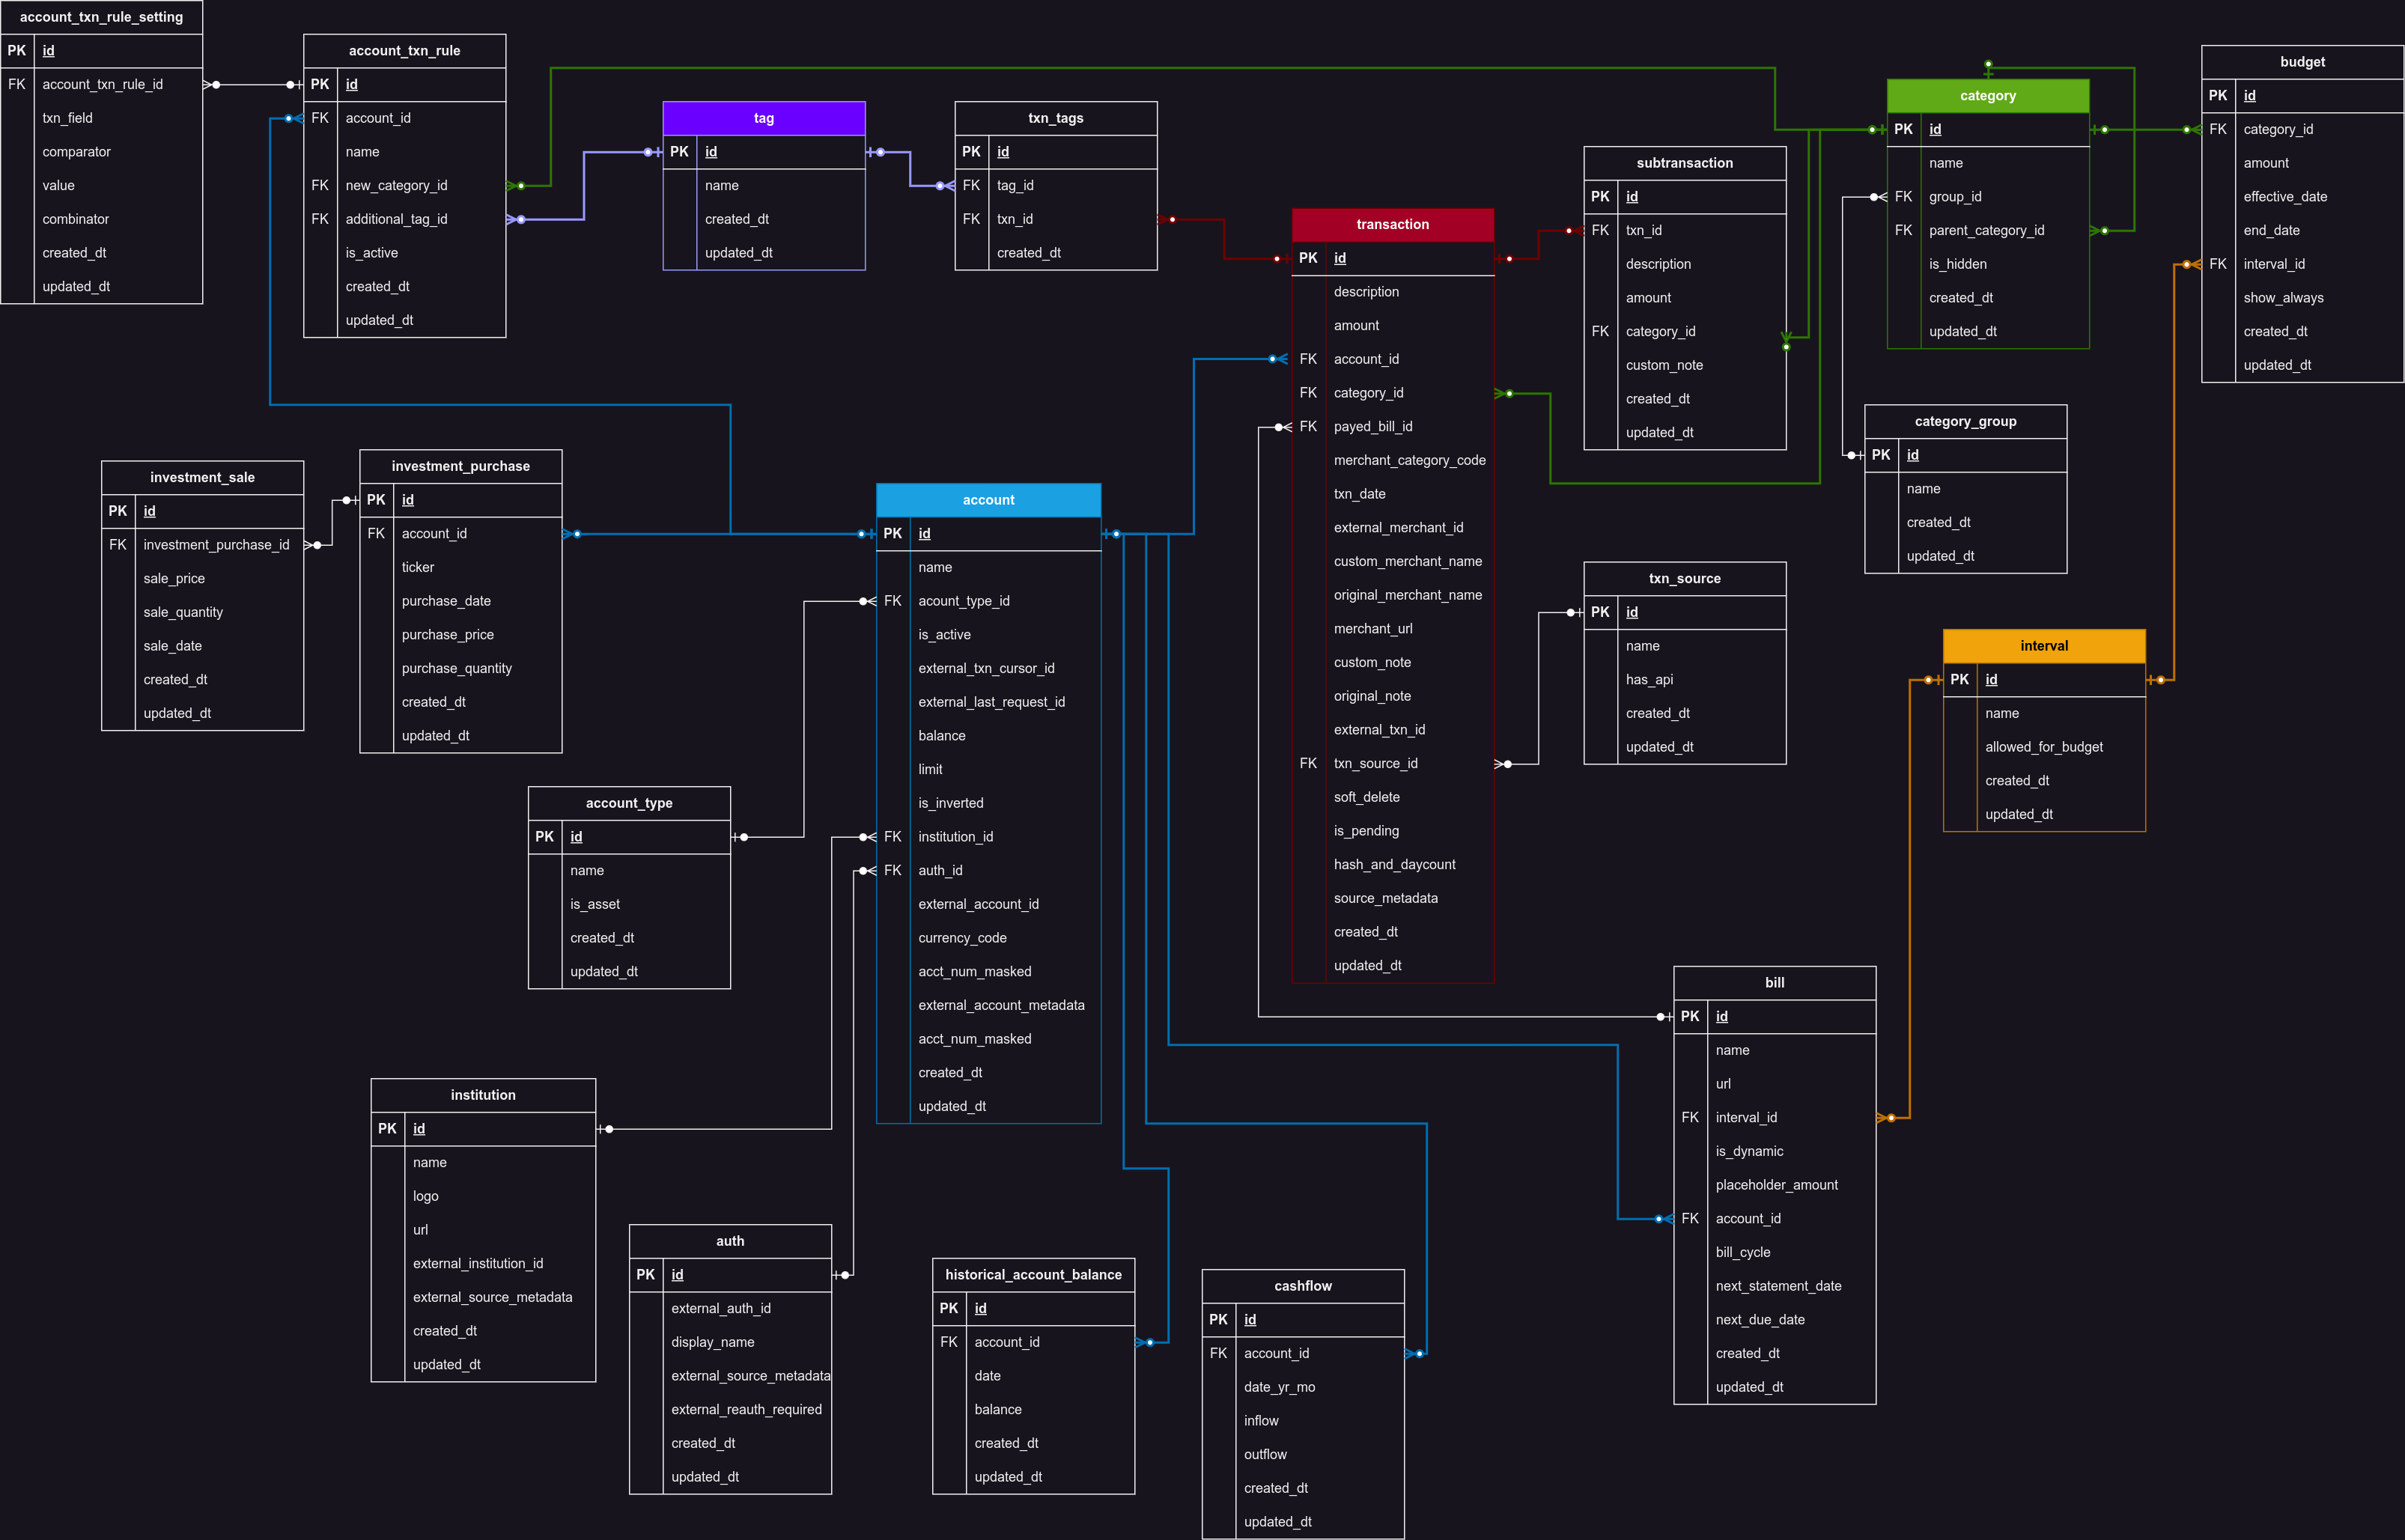 account_txn_rule_setting
PK id
FK account_txn_rule_id
txn_field
comparator
value
combinator
created_dt
updated_dt
account_txn_rule
PK id
FK account_id
name
FK new_category_id
FK additional_tag_id
is_active
created_dt
updated_dt
tag
PK id
name
created_dt
updated_dt
txn_tags
PK id
FK tag_id
FK txn_id
created_dt
transaction
PK id
description
amount
FK account_id
FK category_id
FK payed_bill_id
merchant_category_code
txn_date
external_merchant_id
custom_merchant_name
original_merchant_name
merchant_url
custom_note
original_note
external_txn_id
FK txn_source_id
soft_delete
is_pending
hash_and_daycount
source_metadata
created_dt
updated_dt
subtransaction
PK id
FK txn_id
description
amount
FK category_id
custom_note
created_dt
updated_dt
category
PK id
name
FK group_id
FK parent_category_id
is_hidden
created_dt
updated_dt
budget
PK id
FK category_id
amount
effective_date
end_date
FK interval_id
show_always
created_dt
updated_dt
category_group
PK id
name
created_dt
updated_dt
investment_sale
PK id
FK investment_purchase_id
sale_price
sale_quantity
sale_date
created_dt
updated_dt
investment_purchase
PK id
FK account_id
ticker
purchase_date
purchase_price
purchase_quantity
created_dt
updated_dt
account
PK id
name
FK acount_type_id
is_active
external_txn_cursor_id
external_last_request_id
balance
limit
is_inverted
FK institution_id
FK auth_id
external_account_id
currency_code
acct_num_masked
external_account_metadata
acct_num_masked
created_dt
updated_dt
txn_source
PK id
name
has_api
created_dt
updated_dt
interval
PK id
name
allowed_for_budget
created_dt
updated_dt
account_type
PK id
name
is_asset
created_dt
updated_dt
bill
PK id
name
url
FK interval_id
is_dynamic
placeholder_amount
FK account_id
bill_cycle
next_statement_date
next_due_date
created_dt
updated_dt
institution
PK id
name
logo
url
external_institution_id
external_source_metadata
created_dt
updated_dt
auth
PK id
external_auth_id
display_name
external_source_metadata
external_reauth_required
created_dt
updated_dt
historical_account_balance
PK id
FK account_id
date
balance
created_dt
updated_dt
cashflow
PK id
FK account_id
date_yr_mo
inflow
outflow
created_dt
updated_dt